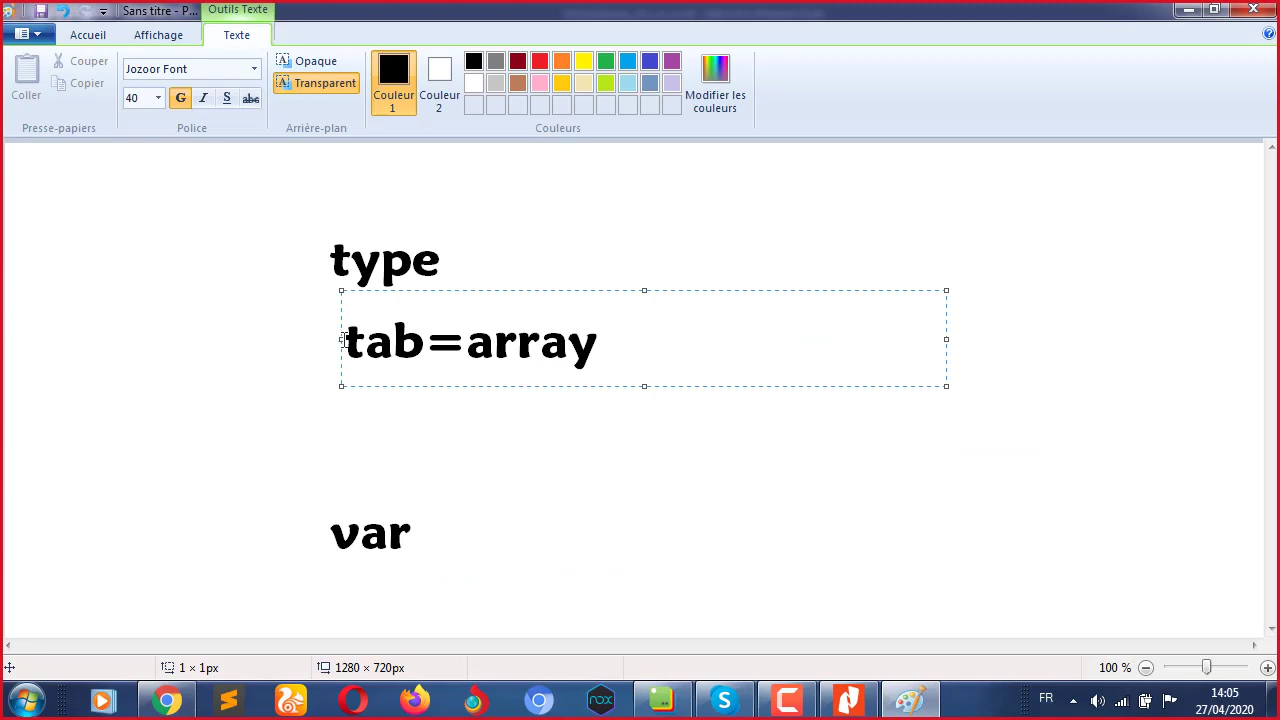 Sans titre - P...
Outils Texte
Accueil
Affichage
Texte
Coller
Couper
Copier
Presse-papiers
Jozoor Font
40
G
I
S
abc
Police
Opaque
Transparent
Arrière-plan
Couleur
1
Couleur
2
Modifier les
couleurs
Couleurs
type
tab=array
var
1 × 1px
1280 × 720px
100 %
nox
FR
14:05
27/04/2020